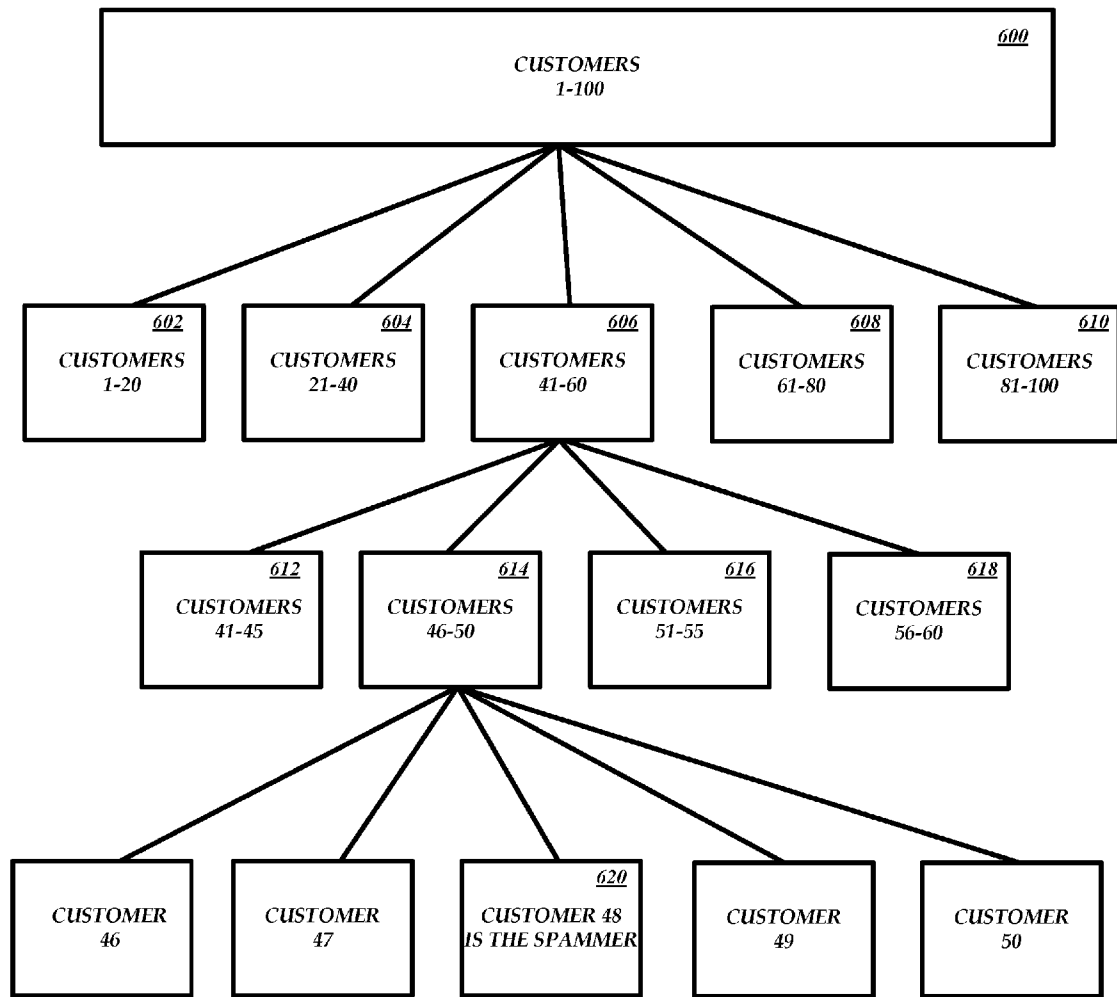 600
CUSTOMERS
1-100
602
CUSTOMERS
1-20
604
CUSTOMERS
21-40
606
CUSTOMERS
41-60
608
CUSTOMERS
61-80
610
CUSTOMERS
81-100
612
CUSTOMERS
41-45
614
CUSTOMERS
46-50
616
CUSTOMERS
51-55
618
CUSTOMERS
56-60
CUSTOMER
46
CUSTOMER
47
620
CUSTOMER 48
IS THE SPAMMER
CUSTOMER
49
CUSTOMER
50